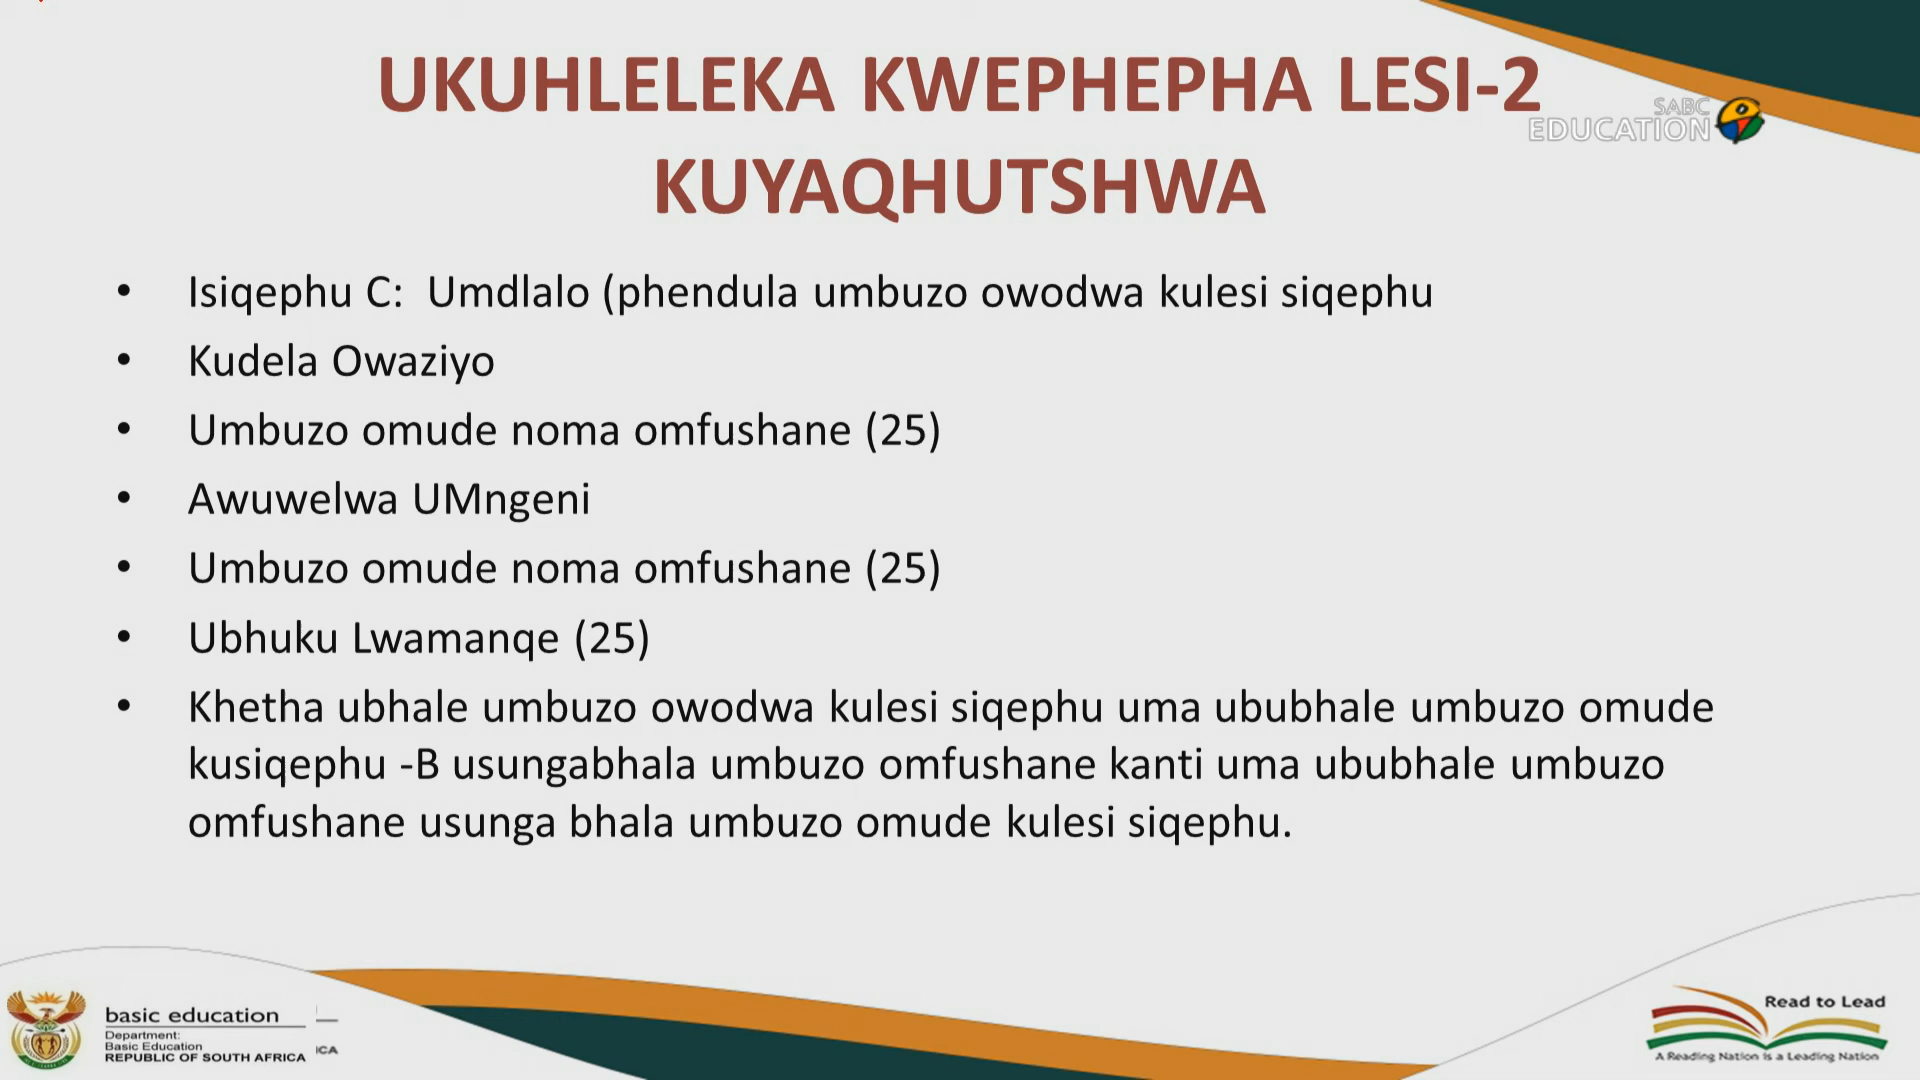 UKUHLELEKA KWEPHEPHA LESI-2
KUYAQHUTSHWA
SABC
EDUCATION
• Isiqephu C: Umdlalo (phendula umbuzo owodwa kulesi siqephu
• Kudela Owaziyo
• Umbuzo omude noma omfushane (25)
• Awuwelwa UMngeni
• Umbuzo omude noma omfushane (25)
• Ubhuku Lwamanqe (25)
• Khetha ubhale umbuzo owodwa kulesi siqephu uma ububhale umbuzo omude
kusiqephu -B usungabhala umbuzo omfushane kanti uma ububhale umbuzo
omfushane usunga bhala umbuzo omude kulesi siqephu.
basic education
Department:
Basic Education
REPUBLIC OF SOUTH AFRICA
ICA
Read to Lead
A Reading Nation is a Leading Nation